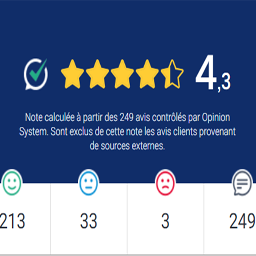 4,3
Note calculée à partir des 249 avis contrôlés par Opinion
System. Sont exclus de cette note les avis clients provenant
de sources externes.
213 33 3 249